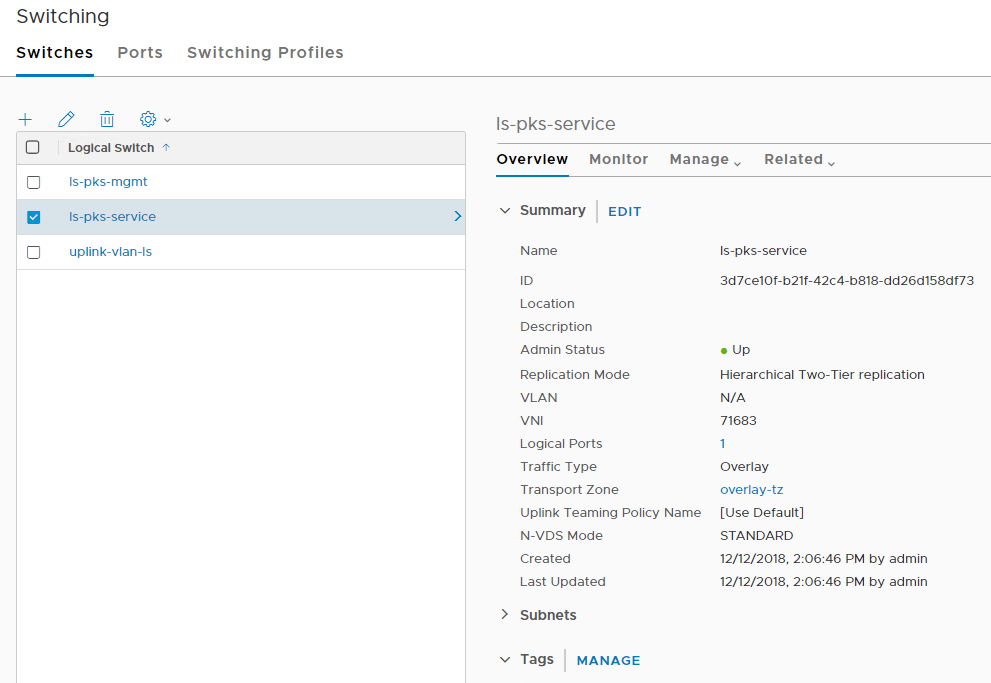 Switching
Switches Ports Switching Profiles
Logical Switch
ls-pks-mgmt
ls-pks-service
uplink-vlan-ls
ls-pks-service
Overview Monitor Manage Related
Summary EDIT
Name ls-pks-service
ID 3d7ce10f-b21f-42c4-b818-dd26d158df73
Location
Description
Admin Status Up
Replication Mode Hierarchical Two-Tier replication
VLAN N/A
VNI 71683
Logical Ports 1
Traffic Type Overlay
Transport Zone overlay-tz
Uplink Teaming Policy Name [Use Default]
N-VDS Mode STANDARD
Created 12/12/2018, 2:06:46 PM by admin
Last Updated 12/12/2018, 2:06:46 PM by admin
Subnets
Tags MANAGE